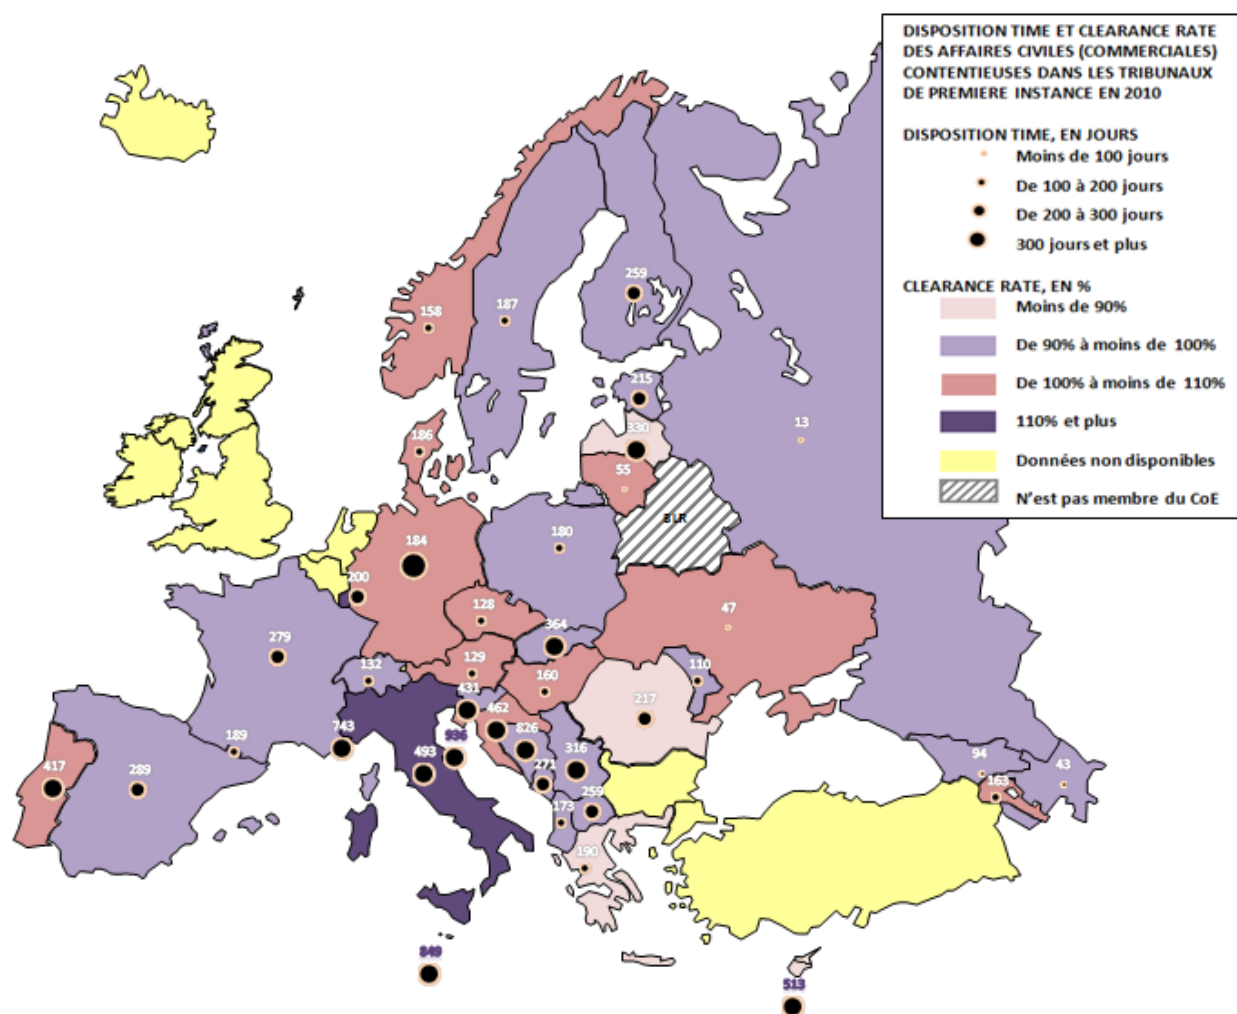 DISPOSITION TIME ET CLEARANCE RATE
DES AFFAIRES CIVILES (COMMERCIALES)
CONTENTIEUSES DANS LES TRIBUNAUX
DE PREMIERE INSTANCE EN 2010
DISPOSITION TIME, EN JOURS
Moins de 100 jours
De 100 à 200 jours
De 200 à 300 jours
300 jours et plus
CLEARANCE RATE, EN %
Moins de 90%
De 90% à moins de 100%
De 100% à moins de 110%
110% et plus
Données non disponibles
N'est pas membre du CoE
259
158
187
215
13
186
330
55
BLR
180
184
200
128
47
364
279
132
129
160
110
431
217
462
743
936
826
189
493
316
94
43
271
417
289
163
259
173
190
849
513